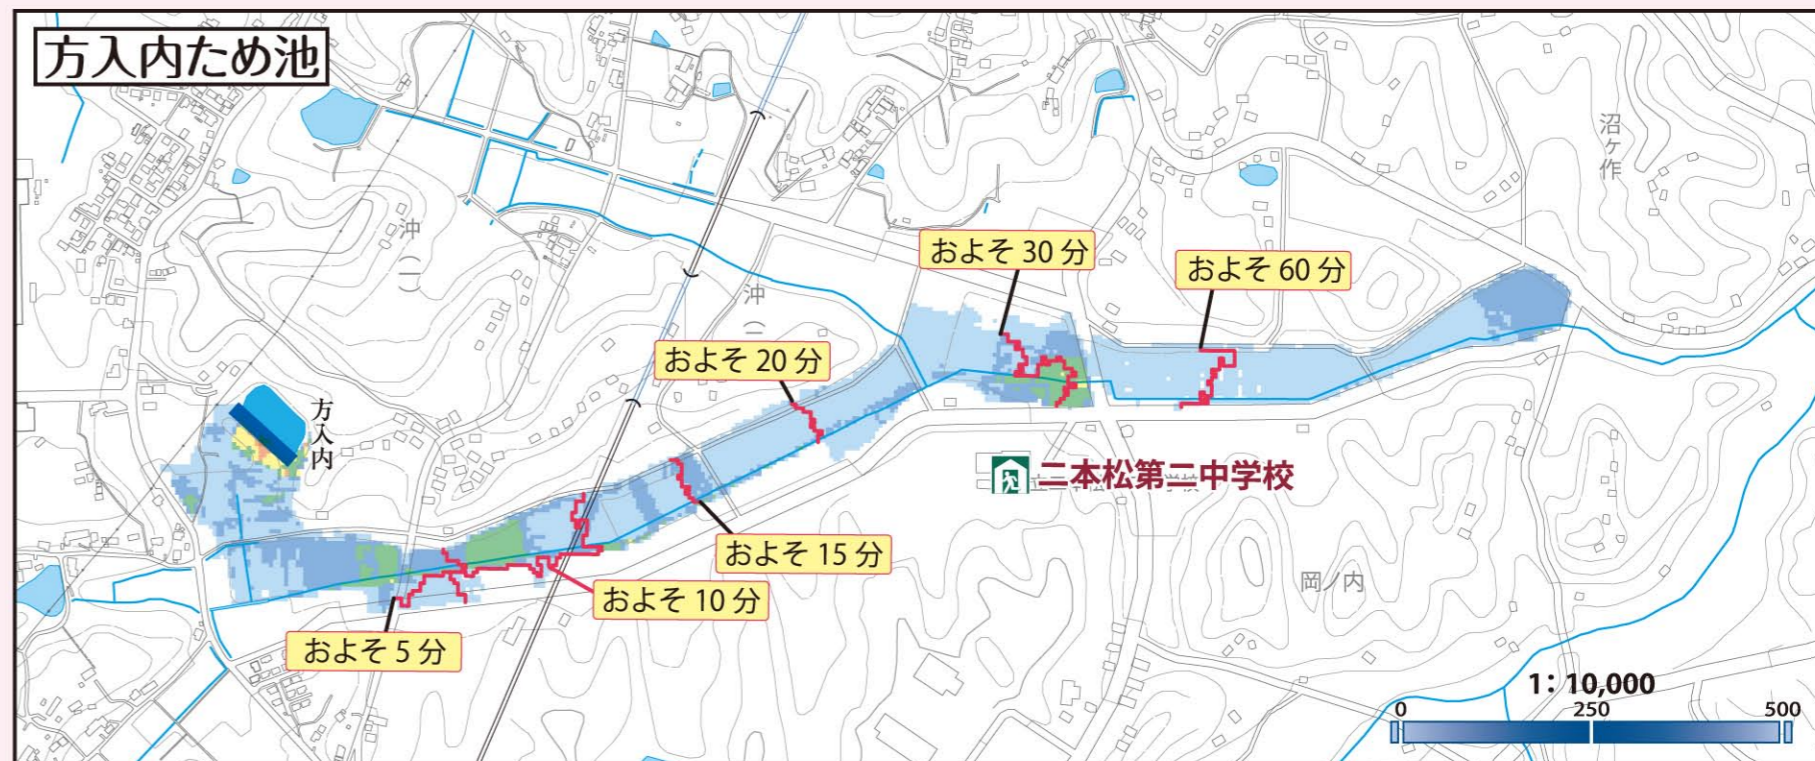 方入内ため池
沼ヶ作
沖
(一)
およそ 30 分
およそ 60 分
沖
およそ 20 分
方入内
二本松第二中学校
およそ 15 分
岡ノ内
およそ 10 分
およそ 5 分
1: 10,000
0 250 500